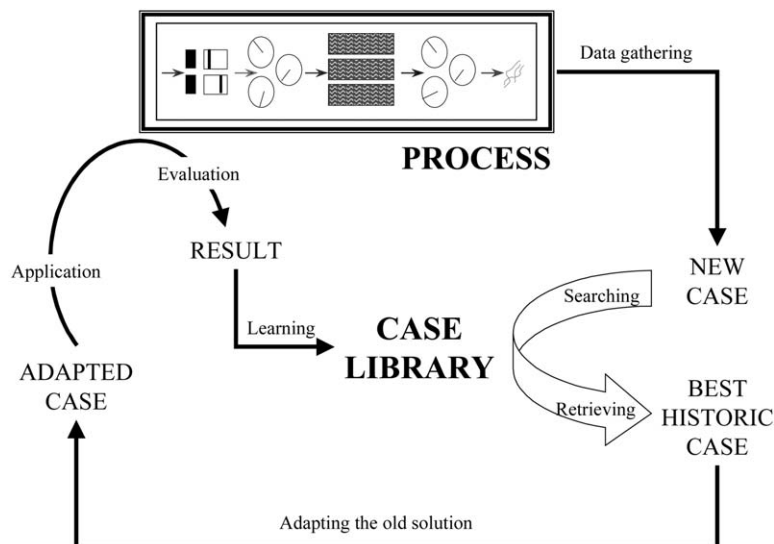 Data gathering
PROCESS
Evaluation
RESULT
Application
NEW
CASE
Searching
Learning
CASE
LIBRARY
ADAPTED
CASE
Retrieving
BEST
HISTORIC
CASE
Adapting the old solution